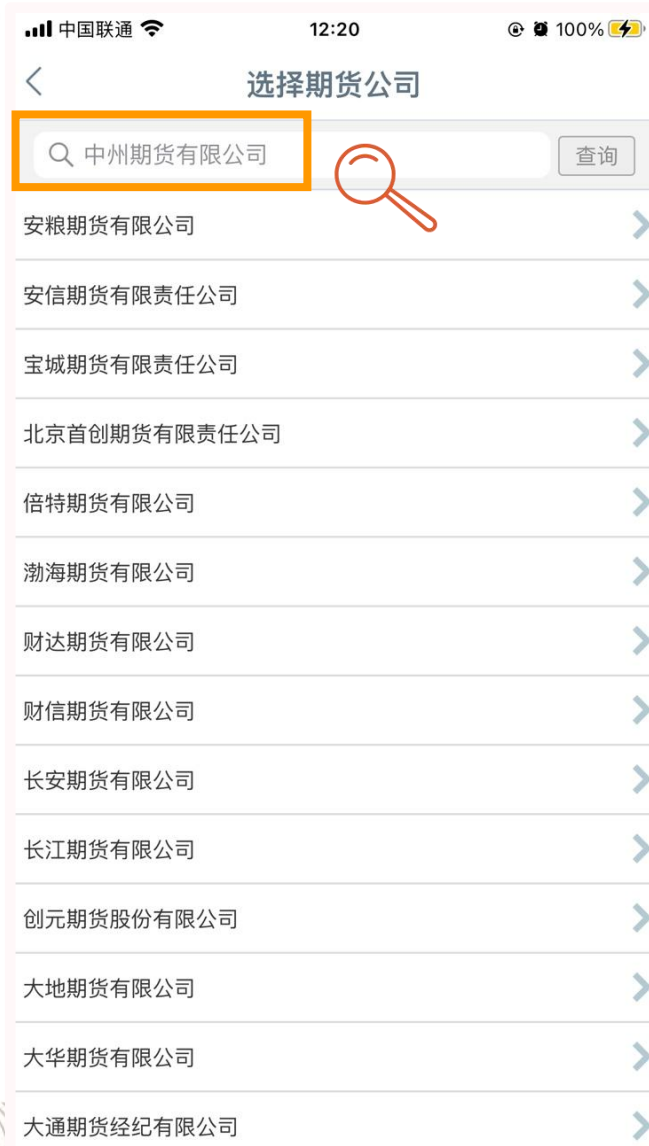 中国联通 12:20 100%
选择期货公司
中州期货有限公司 查询
安粮期货有限公司
安信期货有限责任公司
宝城期货有限责任公司
北京首创期货有限责任公司
倍特期货有限公司
渤海期货有限公司
财达期货有限公司
财信期货有限公司
长安期货有限公司
长江期货有限公司
创元期货股份有限公司
大地期货有限公司
大华期货有限公司
大通期货经纪有限公司